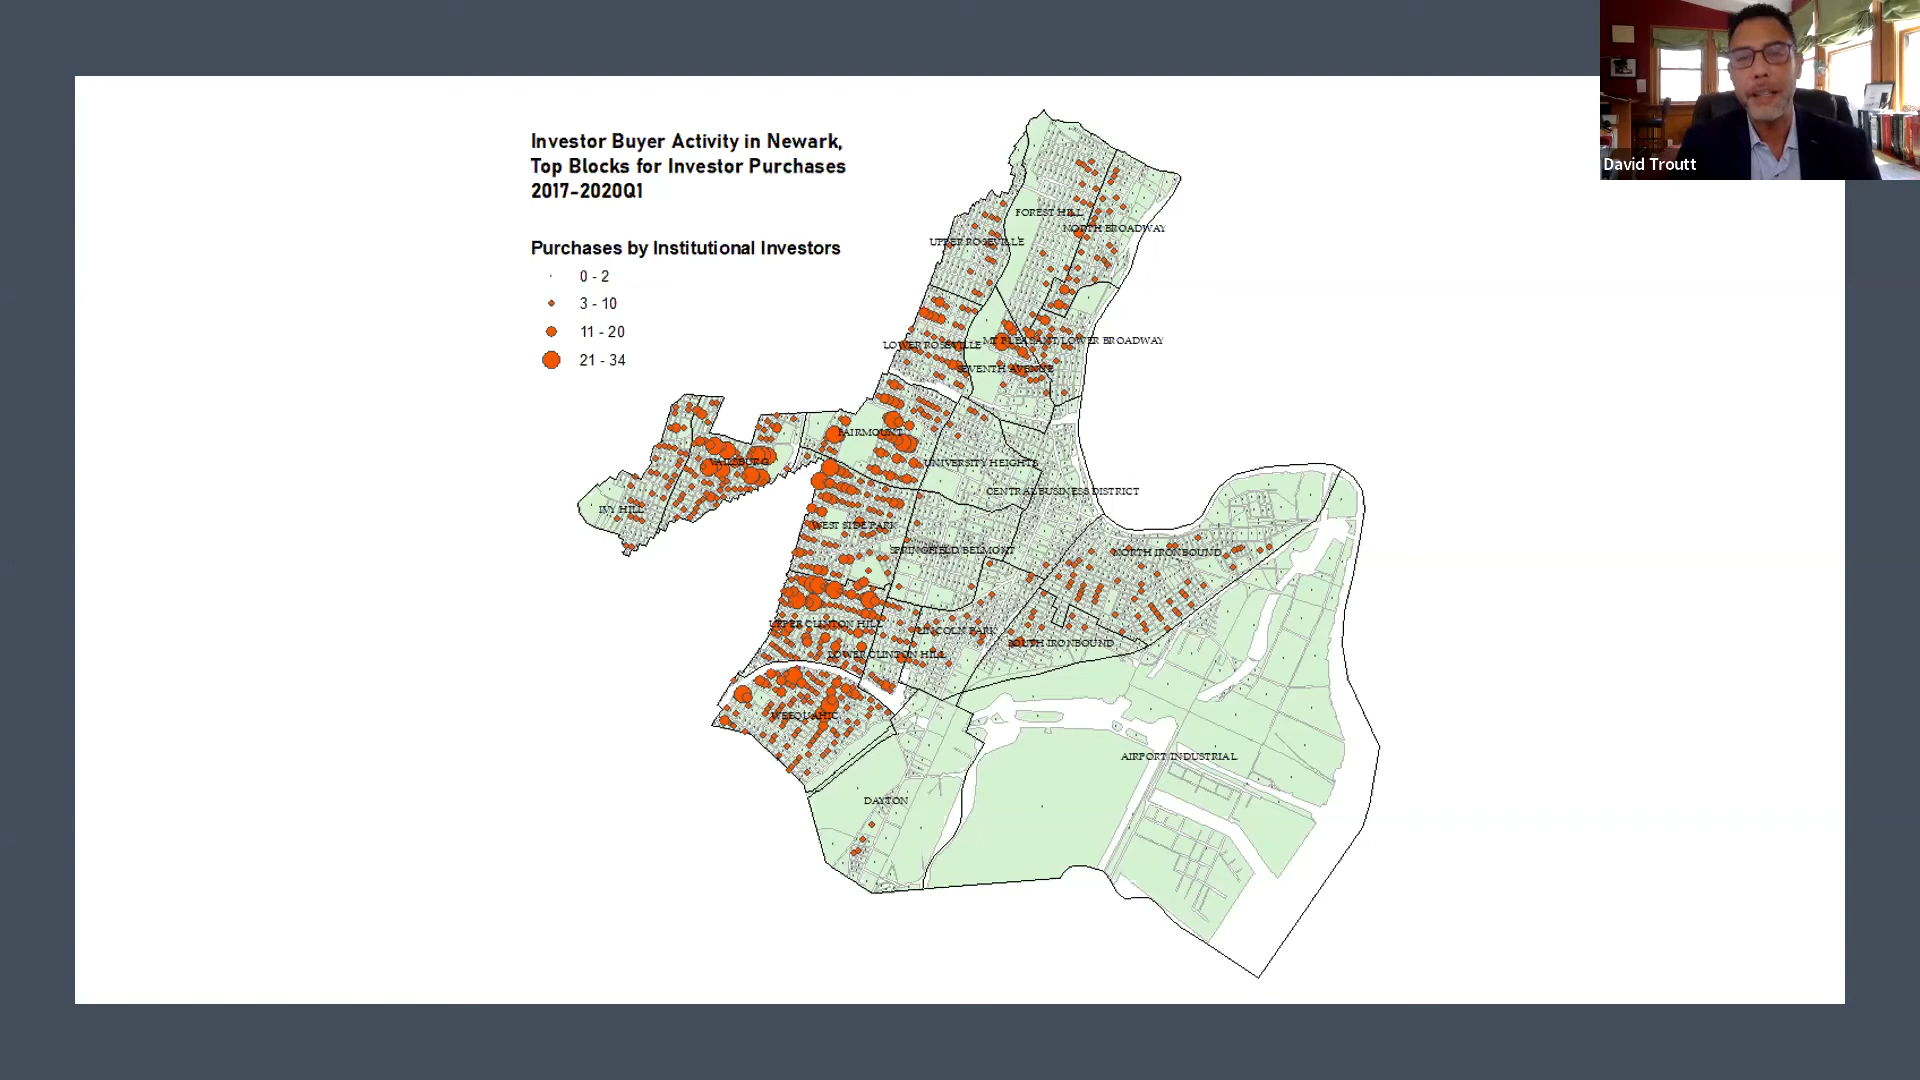 David Troutt
Investor Buyer Activity in Newark,
Top Blocks for Investor Purchases
2017-2020Q1
Purchases by Institutional Investors
0 - 2
3 - 10
11 - 20
21 - 34
FOREST HILL
NORTH BROADWAY
UPPER ROSEVILLE
LOWER ROSEVILLE
MT PLEASANT/LOWER BROADWAY
SEVENTH AVENUE
FAIRMOUNT
VAILSBURG
UNIVERSITY HEIGHTS
CENTRAL BUSINESS DISTRICT
IVY HILL
WEST SIDE PARK
SPRINGFIELD/BELMONT
NORTH IRONBOUND
UPPER CLINTON HILL
LINCOLN PARK
SOUTH IRONBOUND
LOWER CLINTON HILL
WEEQUAHIC
AIRPORT INDUSTRIAL
DAYTON